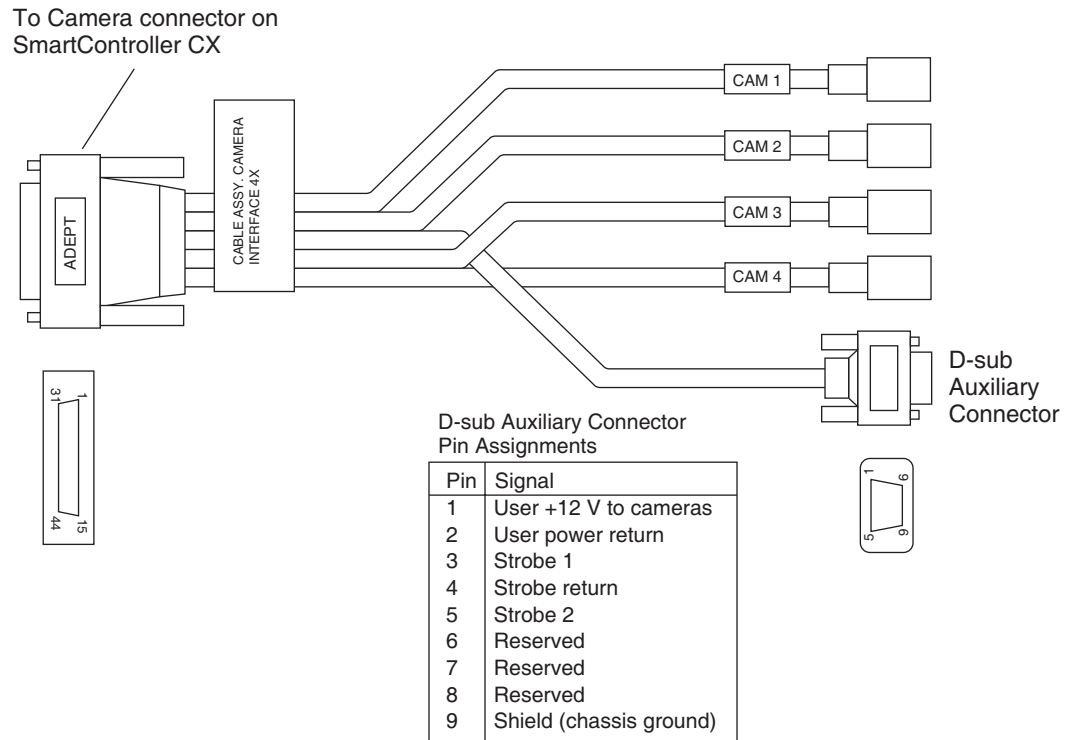 To Camera connector on
SmartController CX
CAM 1
CAM 2
CAM 3
CAM 4
ADEPT
CABLE ASSY. CAMERA
INTERFACE 4X
D-sub
Auxiliary
Connector
31 1
44 15
1 6
5 9
D-sub Auxiliary Connector
Pin Assignments
Pin Signal
1 User +12 V to cameras
2 User power return
3 Strobe 1
4 Strobe return
5 Strobe 2
6 Reserved
7 Reserved
8 Reserved
9 Shield (chassis ground)